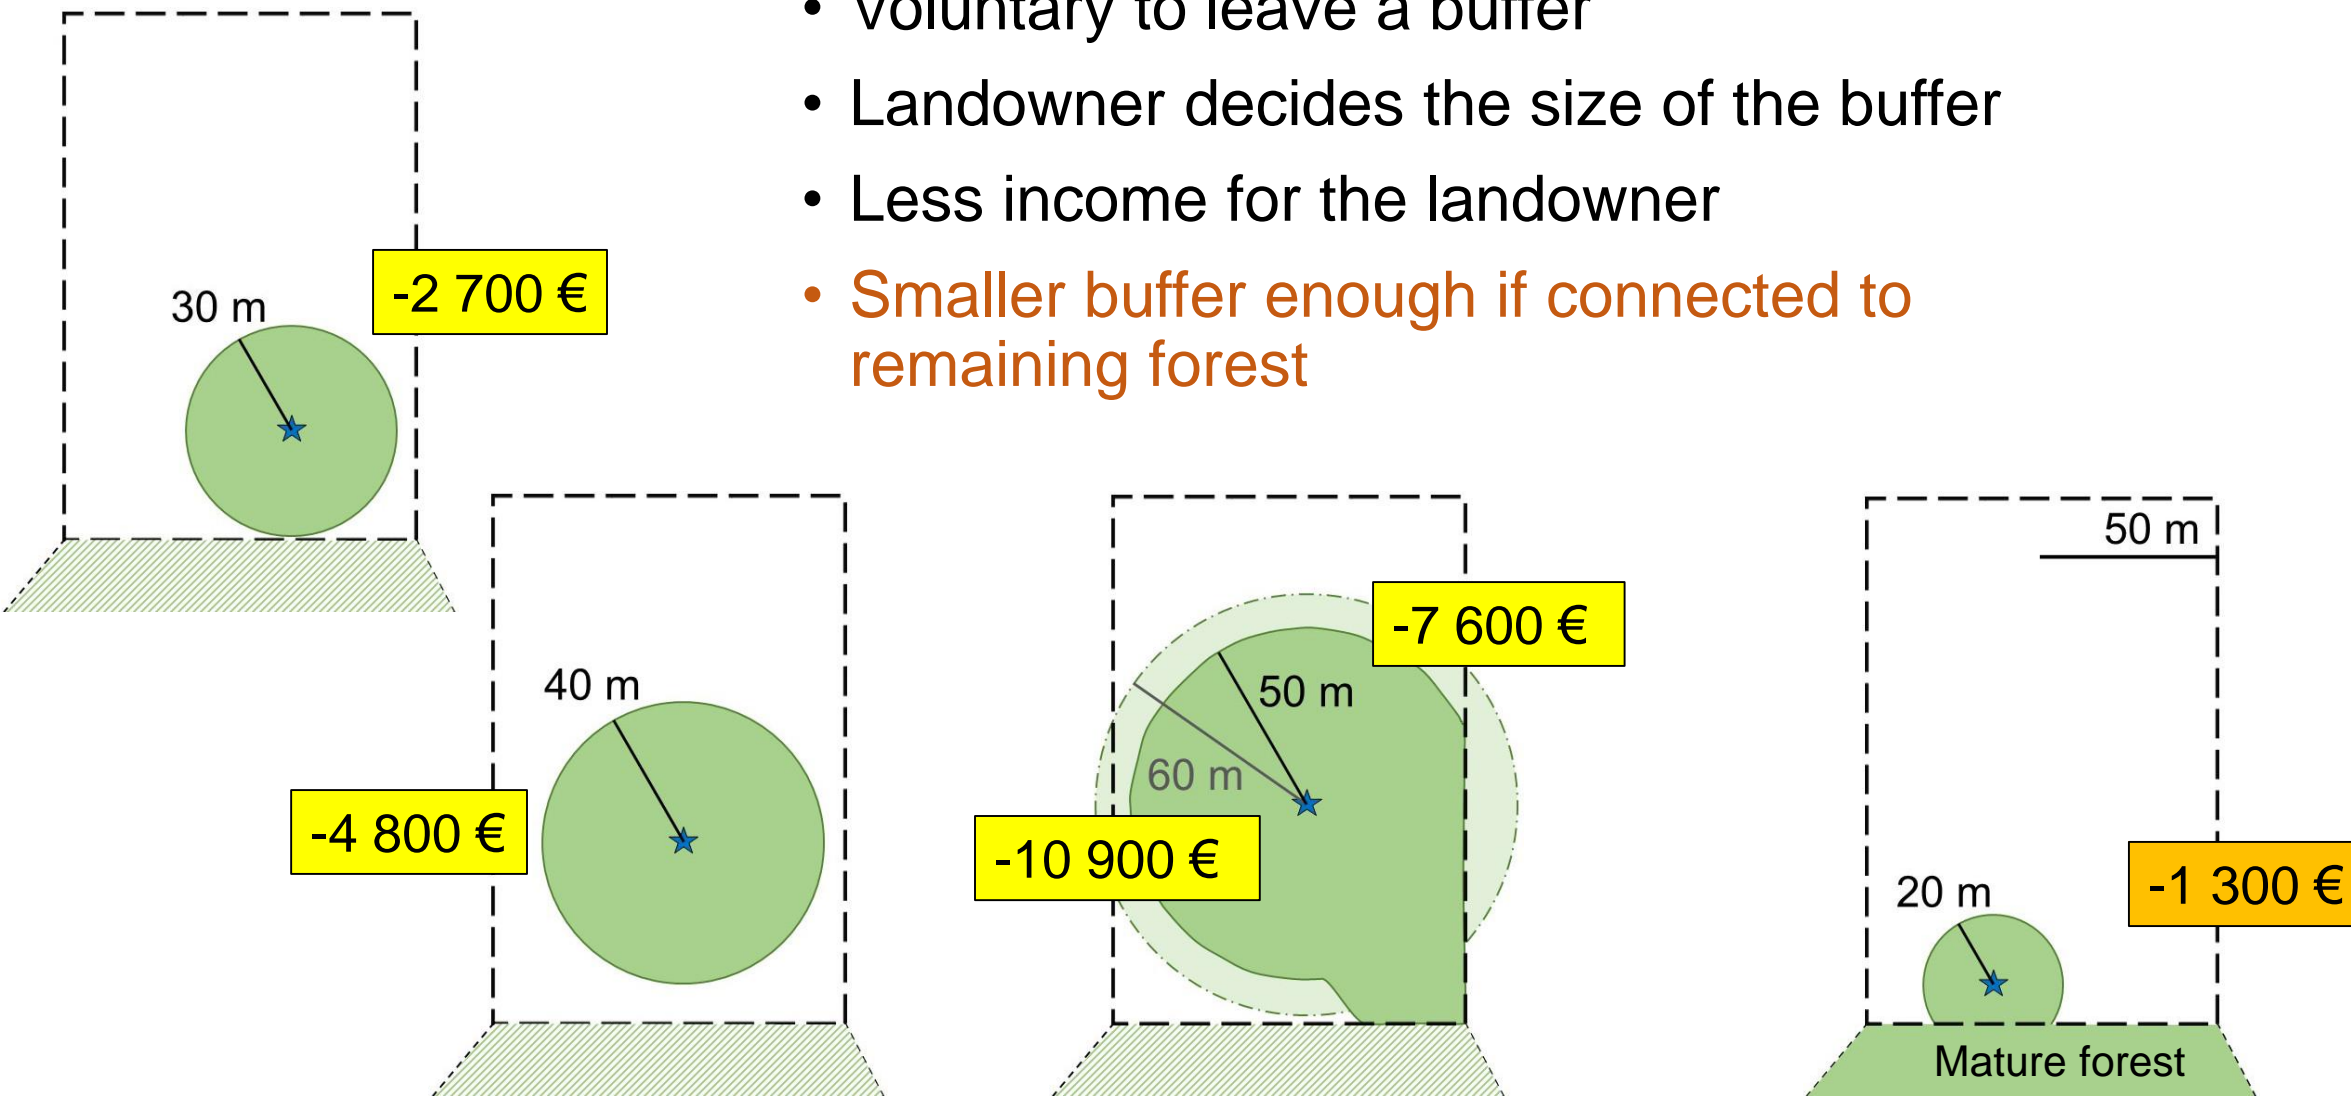 • Voluntary to leave a buffer
• Landowner decides the size of the buffer
• Less income for the landowner
• Smaller buffer enough if connected to
remaining forest
30 m
-2 700 €
40 m
-4 800 €
50 m
-7 600 €
60 m
-10 900 €
50 m
20 m
-1 300 €
Mature forest